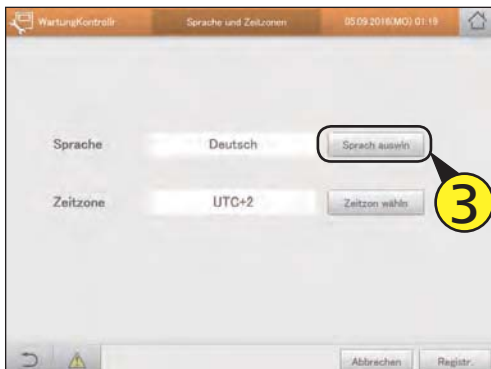 WartungKontrollr Sprache und Zeitzonen 05.09.2016(MO) 01:19
Sprache Deutsch Sprach auswln
Zeitzone UTC+2 Zeitzon wähln
3
Abbrechen Registr.